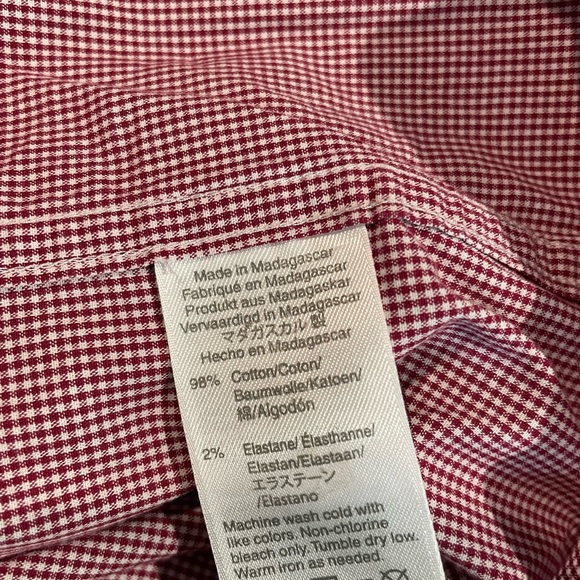 Made in Madagascar
Fabriqué en Madagascar
Produkt aus Madagaskar
Vervaardigd in Madagascar
マダガスカル 製
Hecho en Madagascar
98% Cotton/Coton/
Baumwolle/Katoen/
綿/Algodón
2% Elastane/ Élasthanne/
Elastan/Elastaan/
エラステーン
/Elastano
Machine wash cold with
like colors. Non-chlorine
bleach only. Tumble dry low.
Warm iron as needed.